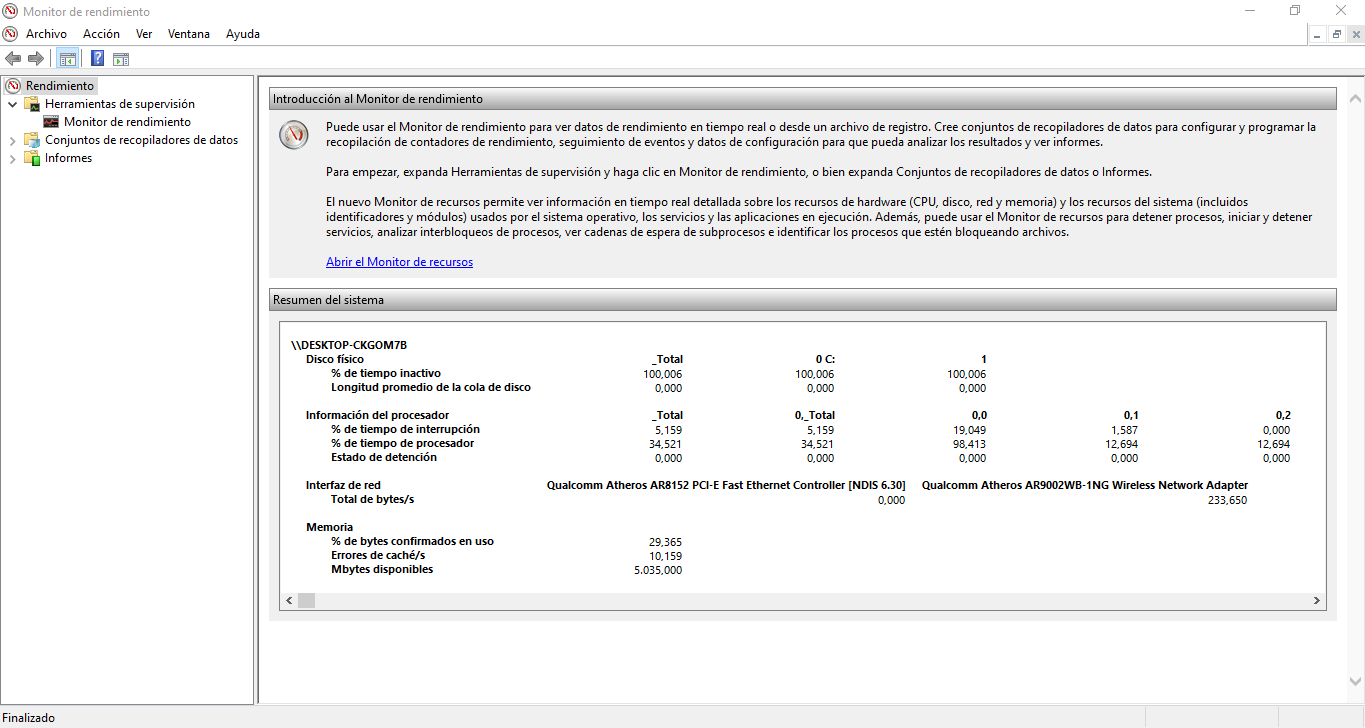 Monitor de rendimiento
Archivo Acción Ver Ventana Ayuda
Rendimiento
Herramientas de supervisión
Monitor de rendimiento
Conjuntos de recopiladores de datos
Informes
Introducción al Monitor de rendimiento
Puede usar el Monitor de rendimiento para ver datos de rendimiento en tiempo real o desde un archivo de registro. Cree conjuntos de recopiladores de datos para configurar y programar la
recopilación de contadores de rendimiento, seguimiento de eventos y datos de configuración para que pueda analizar los resultados y ver informes.
Para empezar, expanda Herramientas de supervisión y haga clic en Monitor de rendimiento, o bien expanda Conjuntos de recopiladores de datos o Informes.
El nuevo Monitor de recursos permite ver información en tiempo real detallada sobre los recursos de hardware (CPU, disco, red y memoria) y los recursos del sistema (incluidos
identificadores y módulos) usados por el sistema operativo, los servicios y las aplicaciones en ejecución. Además, puede usar el Monitor de recursos para detener procesos, iniciar y detener
servicios, analizar interbloqueos de procesos, ver cadenas de espera de subprocesos e identificar los procesos que estén bloqueando archivos.
Abrir el Monitor de recursos
Resumen del sistema
\\DESKTOP-CKGOM7B
Disco físico _Total 0 C: 1
% de tiempo inactivo 100,006 100,006 100,006
Longitud promedio de la cola de disco 0,000 0,000 0,000
Información del procesador _Total 0,_Total 0,0 0,1 0,2
% de tiempo de interrupción 5,159 5,159 19,049 1,587 0,000
% de tiempo de procesador 34,521 34,521 98,413 12,694 12,694
Estado de detención 0,000 0,000 0,000 0,000 0,000
Interfaz de red Qualcomm Atheros AR8152 PCI-E Fast Ethernet Controller [NDIS 6.30] Qualcomm Atheros AR9002WB-1NG Wireless Network Adapter
Total de bytes/s 0,000 233,650
Memoria
% de bytes confirmados en uso 29,365
Errores de caché/s 10,159
Mbytes disponibles 5.035,000
Finalizado